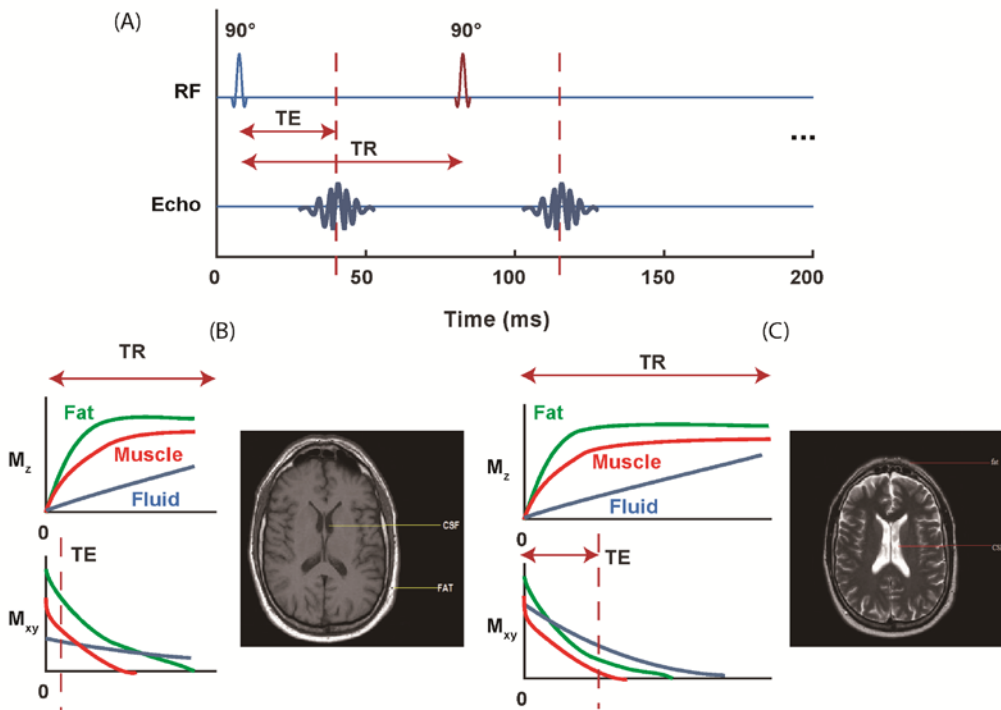 (A)
90°
90°
RF
TE
TR
...
Echo
0
50
100
150
200
Time (ms)
(B)
TR
Fat
Muscle
Fluid
Mz
0
TE
Mxy
0
CSF
FAT
(C)
TR
Fat
Muscle
Fluid
Mz
0
TE
Mxy
0